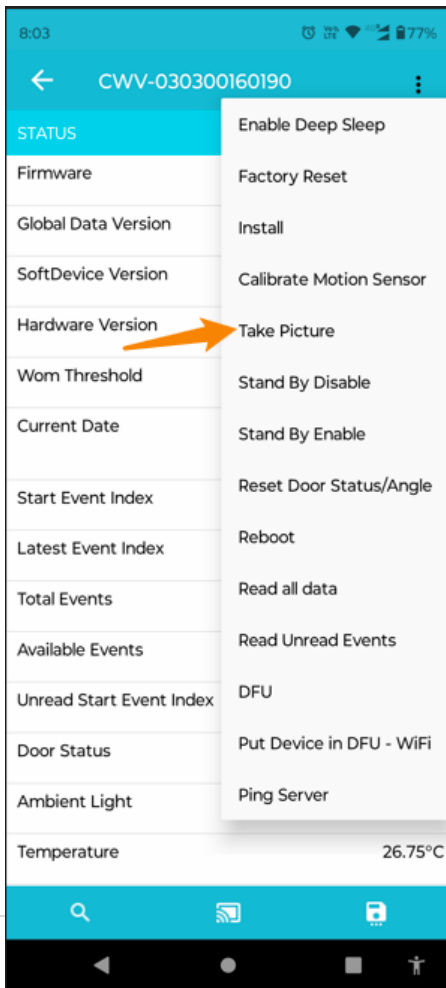 8:03
Vo)) LTE 4G 77%
CWV-030300160190
STATUS
Firmware
Global Data Version
SoftDevice Version
Hardware Version
Wom Threshold
Current Date
Start Event Index
Latest Event Index
Total Events
Available Events
Unread Start Event Index
Door Status
Ambient Light
Temperature
26.75°C
Enable Deep Sleep
Factory Reset
Install
Calibrate Motion Sensor
Take Picture
Stand By Disable
Stand By Enable
Reset Door Status/Angle
Reboot
Read all data
Read Unread Events
DFU
Put Device in DFU - WiFi
Ping Server